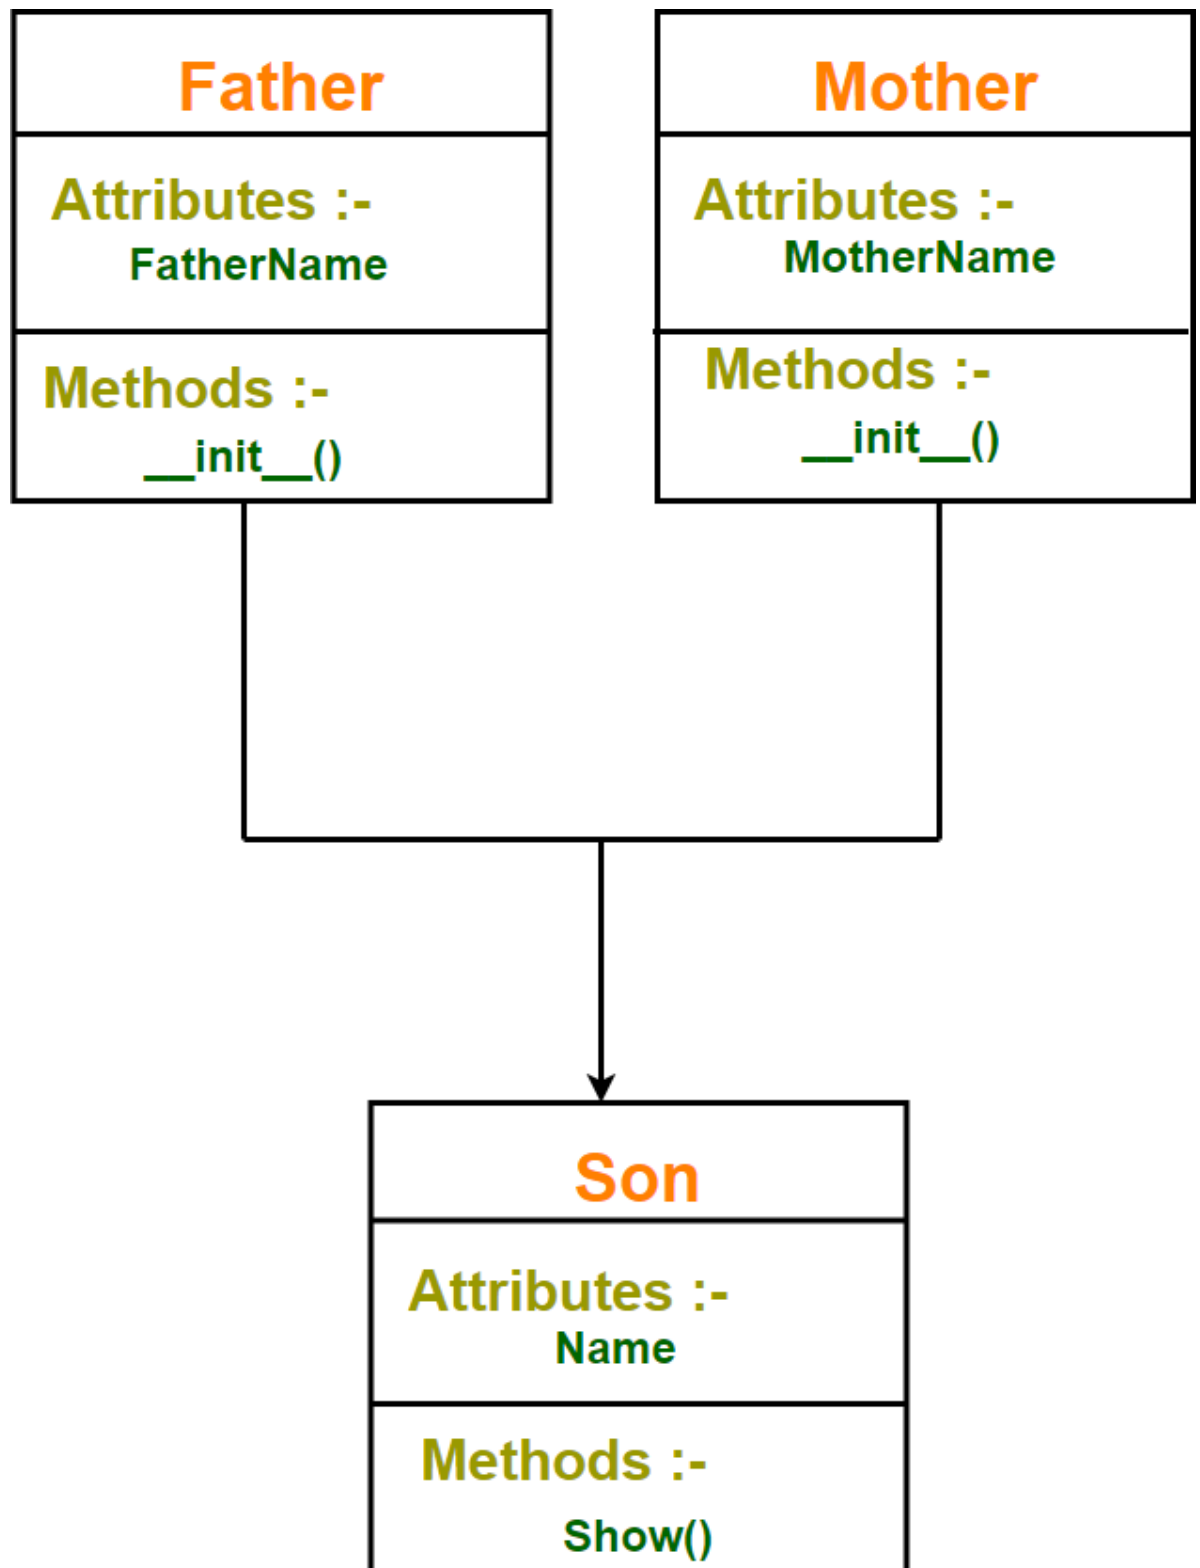 Father
Attributes :-
FatherName
Methods :-
__init__()
Mother
Attributes :-
MotherName
Methods :-
__init__()
Son
Attributes :-
Name
Methods :-
Show()